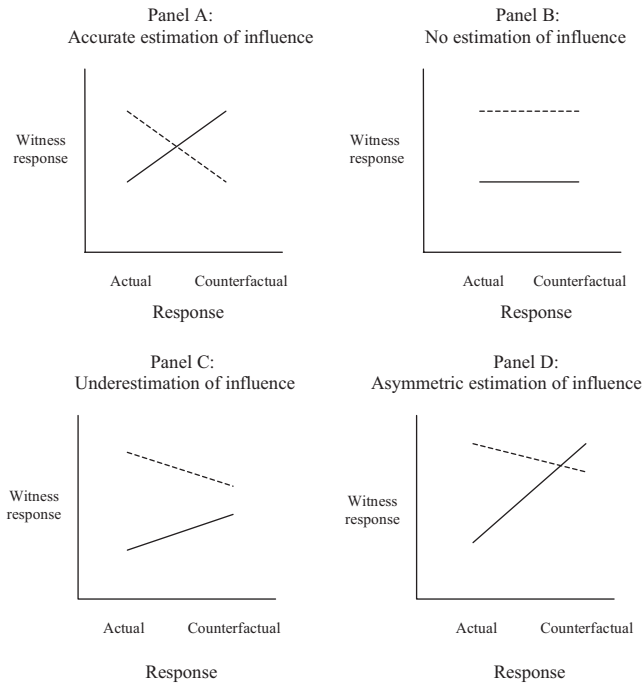 Panel A:
Accurate estimation of influence
Witness
response
Actual
Counterfactual
Response
Panel B:
No estimation of influence
Witness
response
Actual
Counterfactual
Response
Panel C:
Underestimation of influence
Witness
response
Actual
Counterfactual
Response
Panel D:
Asymmetric estimation of influence
Witness
response
Actual
Counterfactual
Response